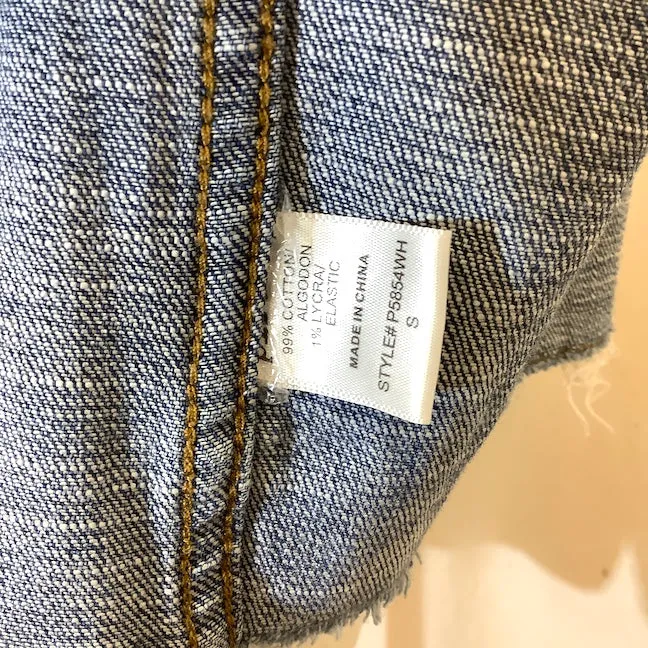 99% COTTON/
ALGODON
1% LYCRA/
ELASTIC
MADE IN CHINA
STYLE# P5854WH
S